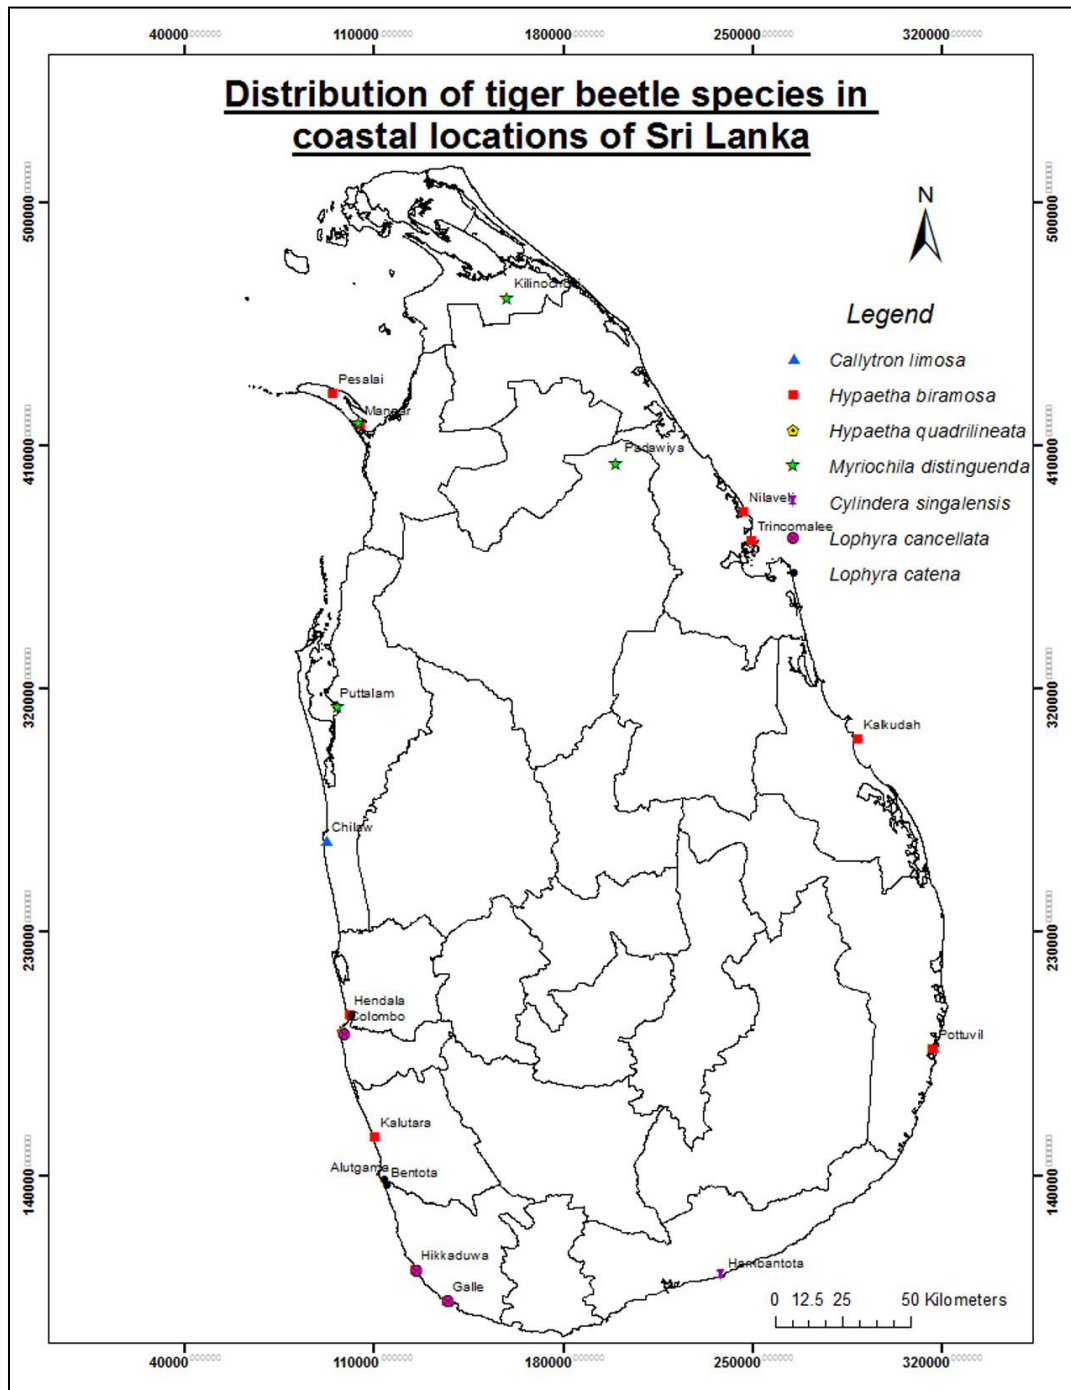 40000 110000 180000 250000 320000
Distribution of tiger beetle species in
coastal locations of Sri Lanka
500000 500000
N
Kilinochchi
Legend
Callytron limosa
Pesalai
Hypaetha biramosa
Mannar
Hypaetha quadrilineata
410000 410000
Padawiya
Myriochila distinguenda
Nilaveli
Cylindera singalensis
Trincomalee
Lophyra cancellata
Lophyra catena
320000 320000
Puttalam
Kalkudah
Chilaw
230000 230000
Hendala
Colombo
Pottuvil
Kalutara
Alutgama
Bentota
140000 140000
Hikkaduwa
Hambantota
Galle
0 12.5 25 50 Kilometers
40000 110000 180000 250000 320000